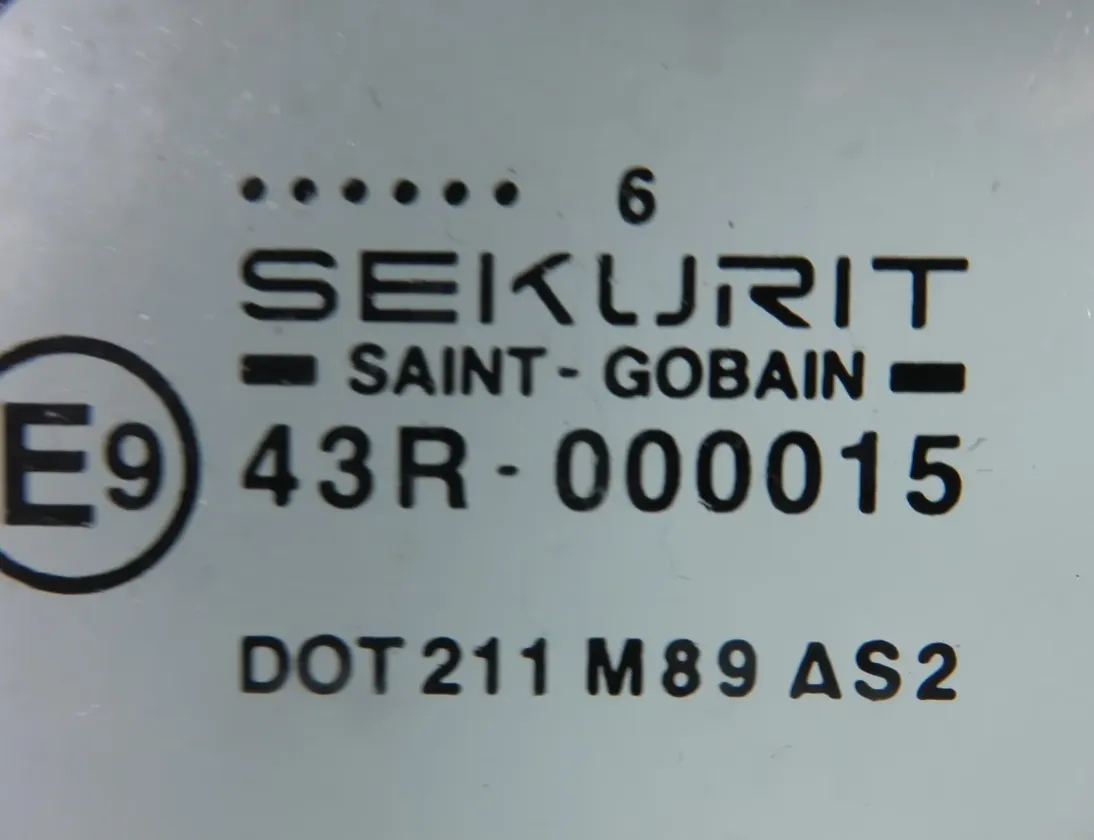 ...... 6
SEKURIT
SAINT-GOBAIN
E9 43R-000015
DOT 211 M89 AS2